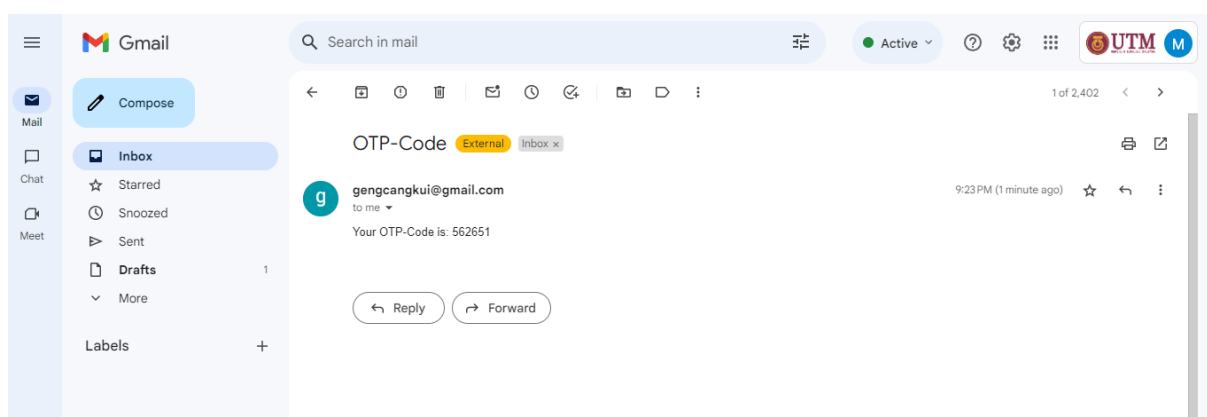 Gmail
Search in mail
Active
UTM
M
Mail
Compose
1 of 2,402
OTP-Code External Inbox ×
Inbox
Chat
Starred
g
gengcangkui@gmail.com
9:23 PM (1 minute ago)
to me
Snoozed
Meet
Sent
Your OTP-Code is: 562651
Drafts 1
More
Reply
Forward
Labels